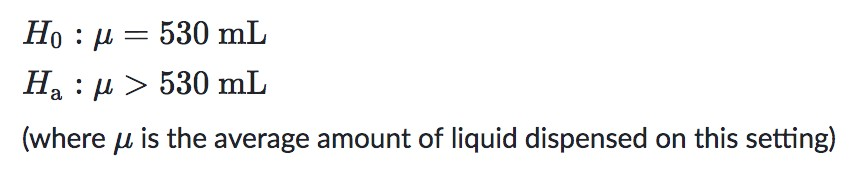 H₀ : μ = 530 mL
Hₐ : μ > 530 mL
(where μ is the average amount of liquid dispensed on this setting)